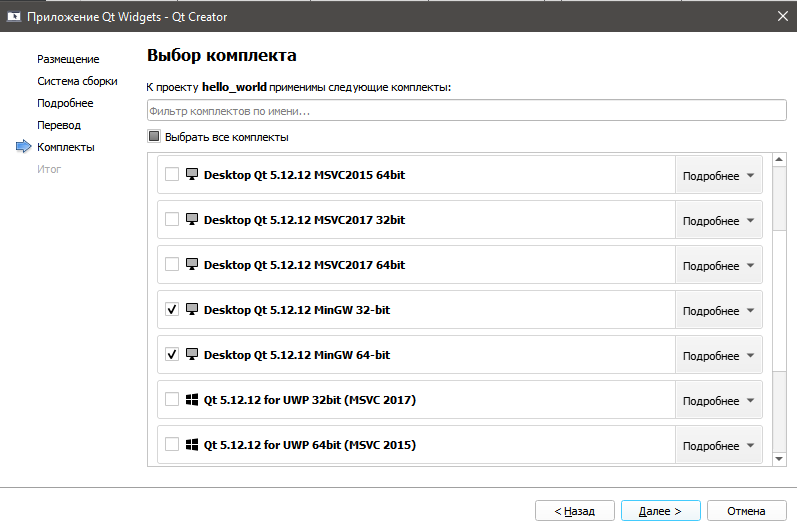 Приложение Qt Widgets - Qt Creator
Размещение
Система сборки
Подробнее
Перевод
Комплекты
Итог
Выбор комплекта
К проекту hello_world применимы следующие комплекты:
Фильтр комплектов по имени...
Выбрать все комплекты
Desktop Qt 5.12.12 MSVC2015 64bit Подробнее
Desktop Qt 5.12.12 MSVC2017 32bit Подробнее
Desktop Qt 5.12.12 MSVC2017 64bit Подробнее
Desktop Qt 5.12.12 MinGW 32-bit Подробнее
Desktop Qt 5.12.12 MinGW 64-bit Подробнее
Qt 5.12.12 for UWP 32bit (MSVC 2017) Подробнее
Qt 5.12.12 for UWP 64bit (MSVC 2015) Подробнее
< Назад Далее > Отмена